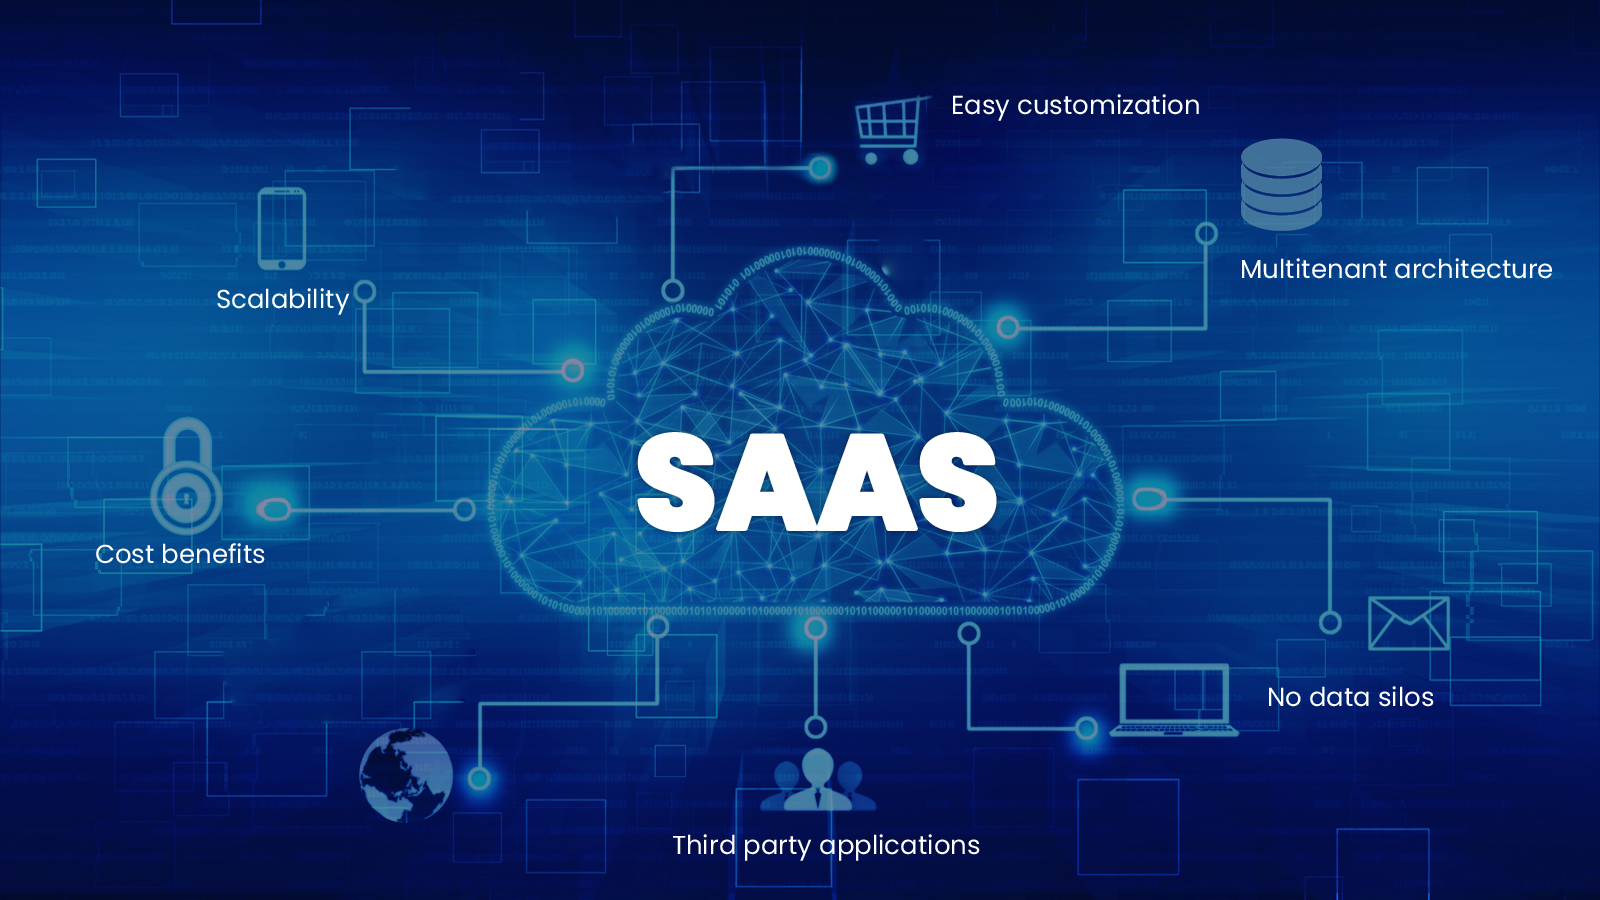 Easy customization
Multitenant architecture
Scalability
SAAS
Cost benefits
No data silos
Third party applications